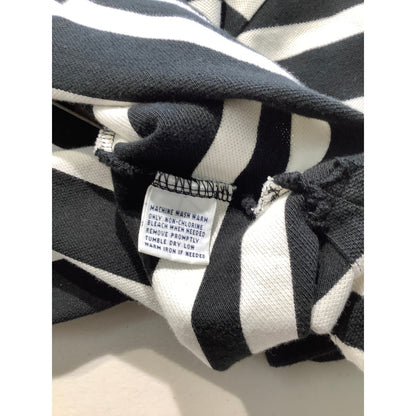 MACHINE WASH WARM
ONLY NON-CHLORINE
BLEACH WHEN NEEDED
REMOVE PROMPTLY
TUMBLE DRY LOW
WARM IRON IF NEEDED